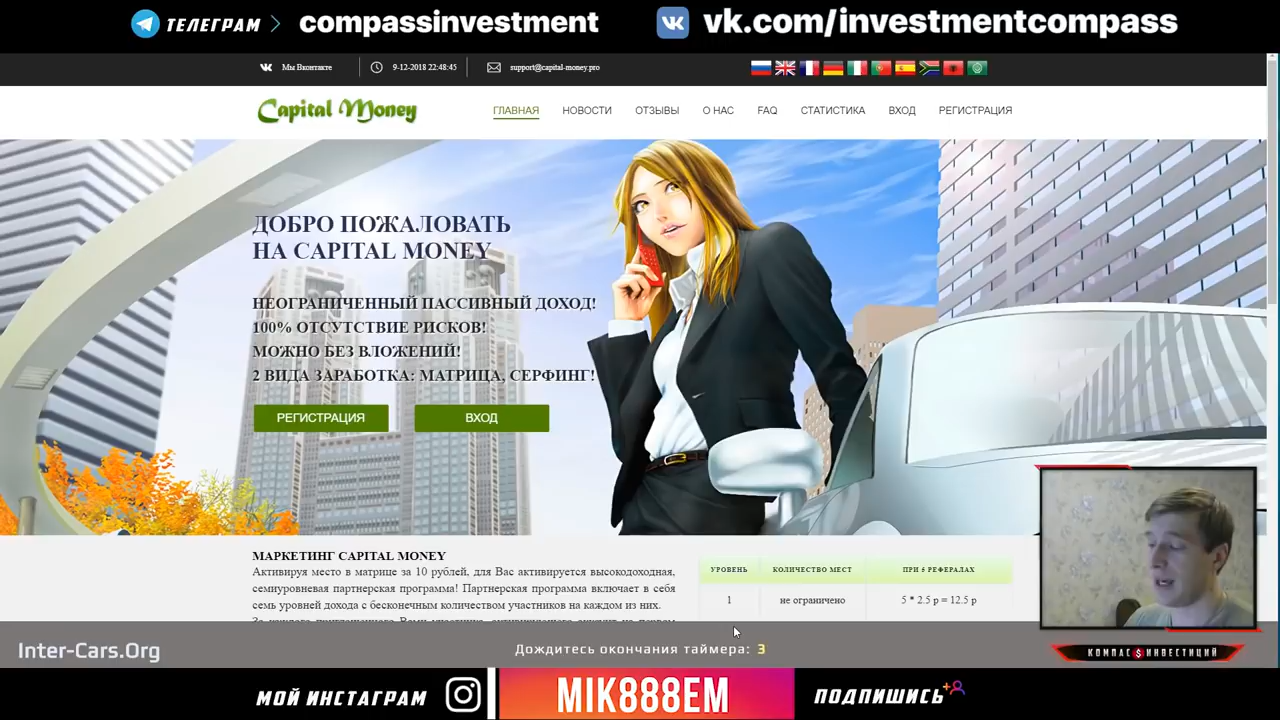 ТЕЛЕГРАМ > compassinvestment
vk.com/investmentcompass
Мы Вконтакте
9-12-2018 22:48:45
support@capital-money.pro
Capital Money
ГЛАВНАЯ
НОВОСТИ
ОТЗЫВЫ
О НАС
FAQ
СТАТИСТИКА
ВХОД
РЕГИСТРАЦИЯ
ДОБРО ПОЖАЛОВАТЬ
НА CAPITAL MONEY
НЕОГРАНИЧЕННЫЙ ПАССИВНЫЙ ДОХОД!
100% ОТСУТСТВИЕ РИСКОВ!
МОЖНО БЕЗ ВЛОЖЕНИЙ!
2 ВИДА ЗАРАБОТКА: МАТРИЦА, СЕРФИНГ!
РЕГИСТРАЦИЯ
ВХОД
МАРКЕТИНГ CAPITAL MONEY
Активируя место в матрице за 10 рублей, для Вас активируется высокодоходная,
семиуровневая партнерская программа! Партнерская программа включает в себя
семь уровней дохода с бесконечным количеством участников на каждом из них.
УРОВЕНЬ
КОЛИЧЕСТВО МЕСТ
ПРИ 5 РЕФЕРАЛАХ
1
не ограничено
5 * 2.5 р = 12.5 р
Inter-Cars.Org
Дождитесь окончания таймера: 3
КОМПАС $ ИНВЕСТИЦИЙ
МОЙ ИНСТАГРАМ
MIK888EM
ПОДПИШИСЬ